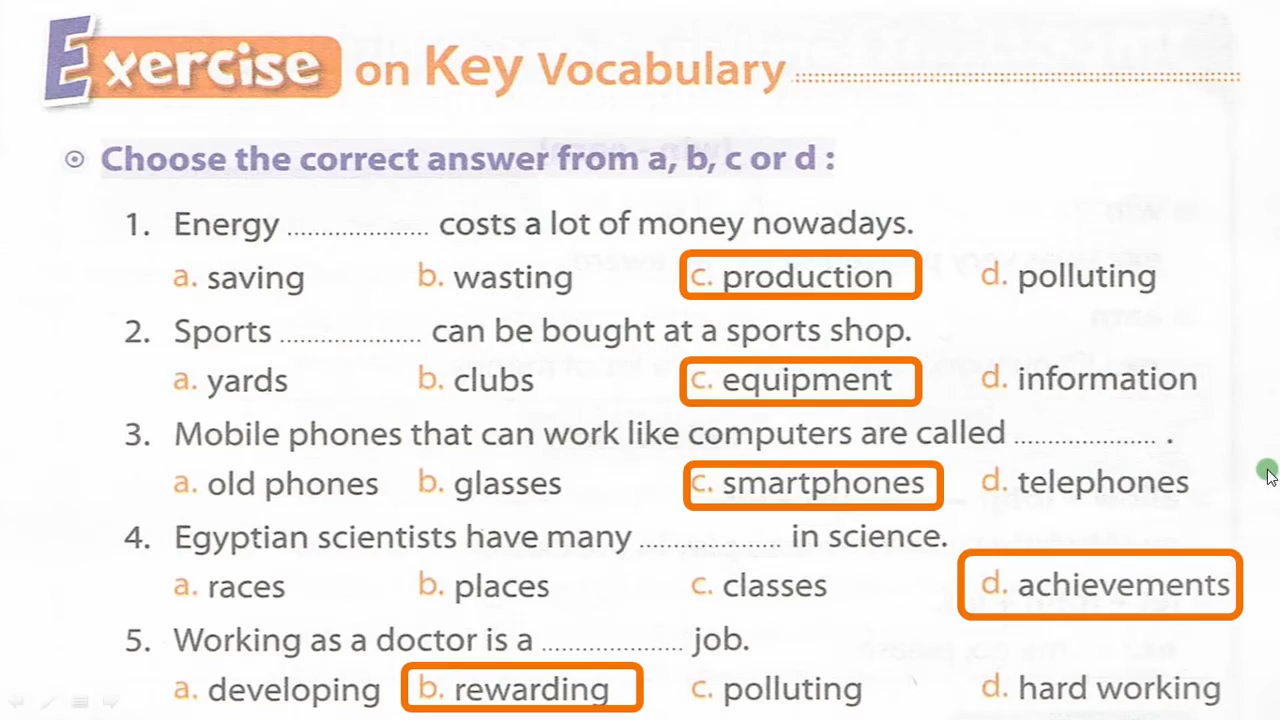 Exercise on Key Vocabulary
Choose the correct answer from a, b, c or d :
1. Energy .................... costs a lot of money nowadays.
a. saving b. wasting c. production d. polluting
2. Sports .................... can be bought at a sports shop.
a. yards b. clubs c. equipment d. information
3. Mobile phones that can work like computers are called .................... .
a. old phones b. glasses c. smartphones d. telephones
4. Egyptian scientists have many .................... in science.
a. races b. places c. classes d. achievements
5. Working as a doctor is a .................... job.
a. developing b. rewarding c. polluting d. hard working